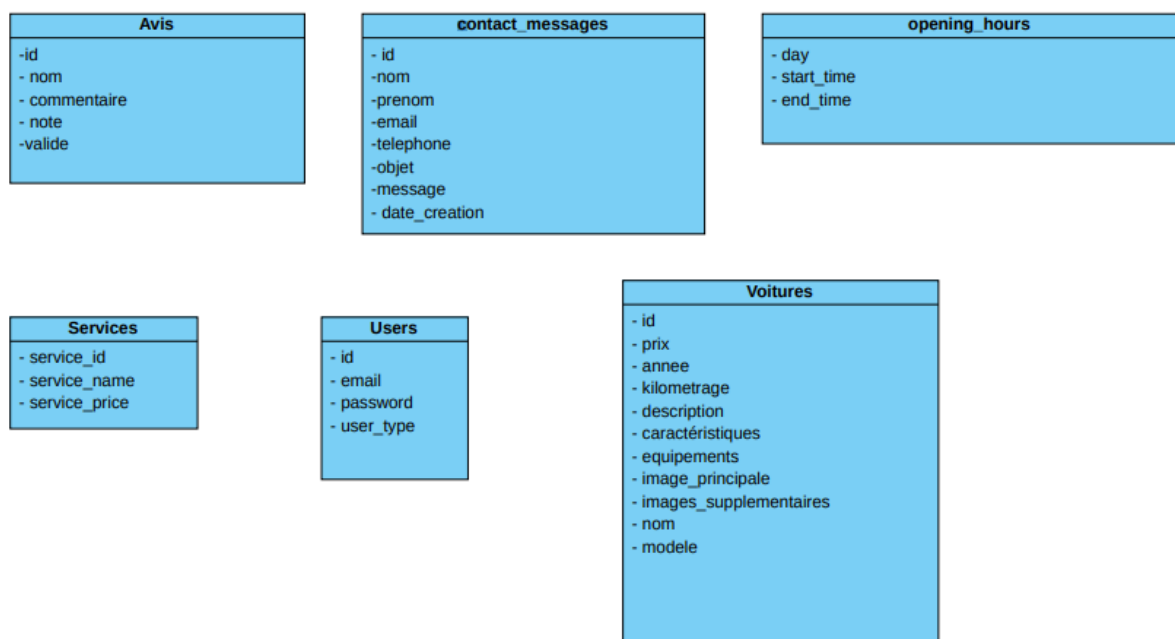 Avis
-id
- nom
- commentaire
- note
-valide
contact_messages
- id
-nom
-prenom
-email
-telephone
-objet
-message
- date_creation
opening_hours
- day
- start_time
- end_time
Services
- service_id
- service_name
- service_price
Users
- id
- email
- password
- user_type
Voitures
- id
- prix
- annee
- kilometrage
- description
- caractéristiques
- equipements
- image_principale
- images_supplementaires
- nom
- modele